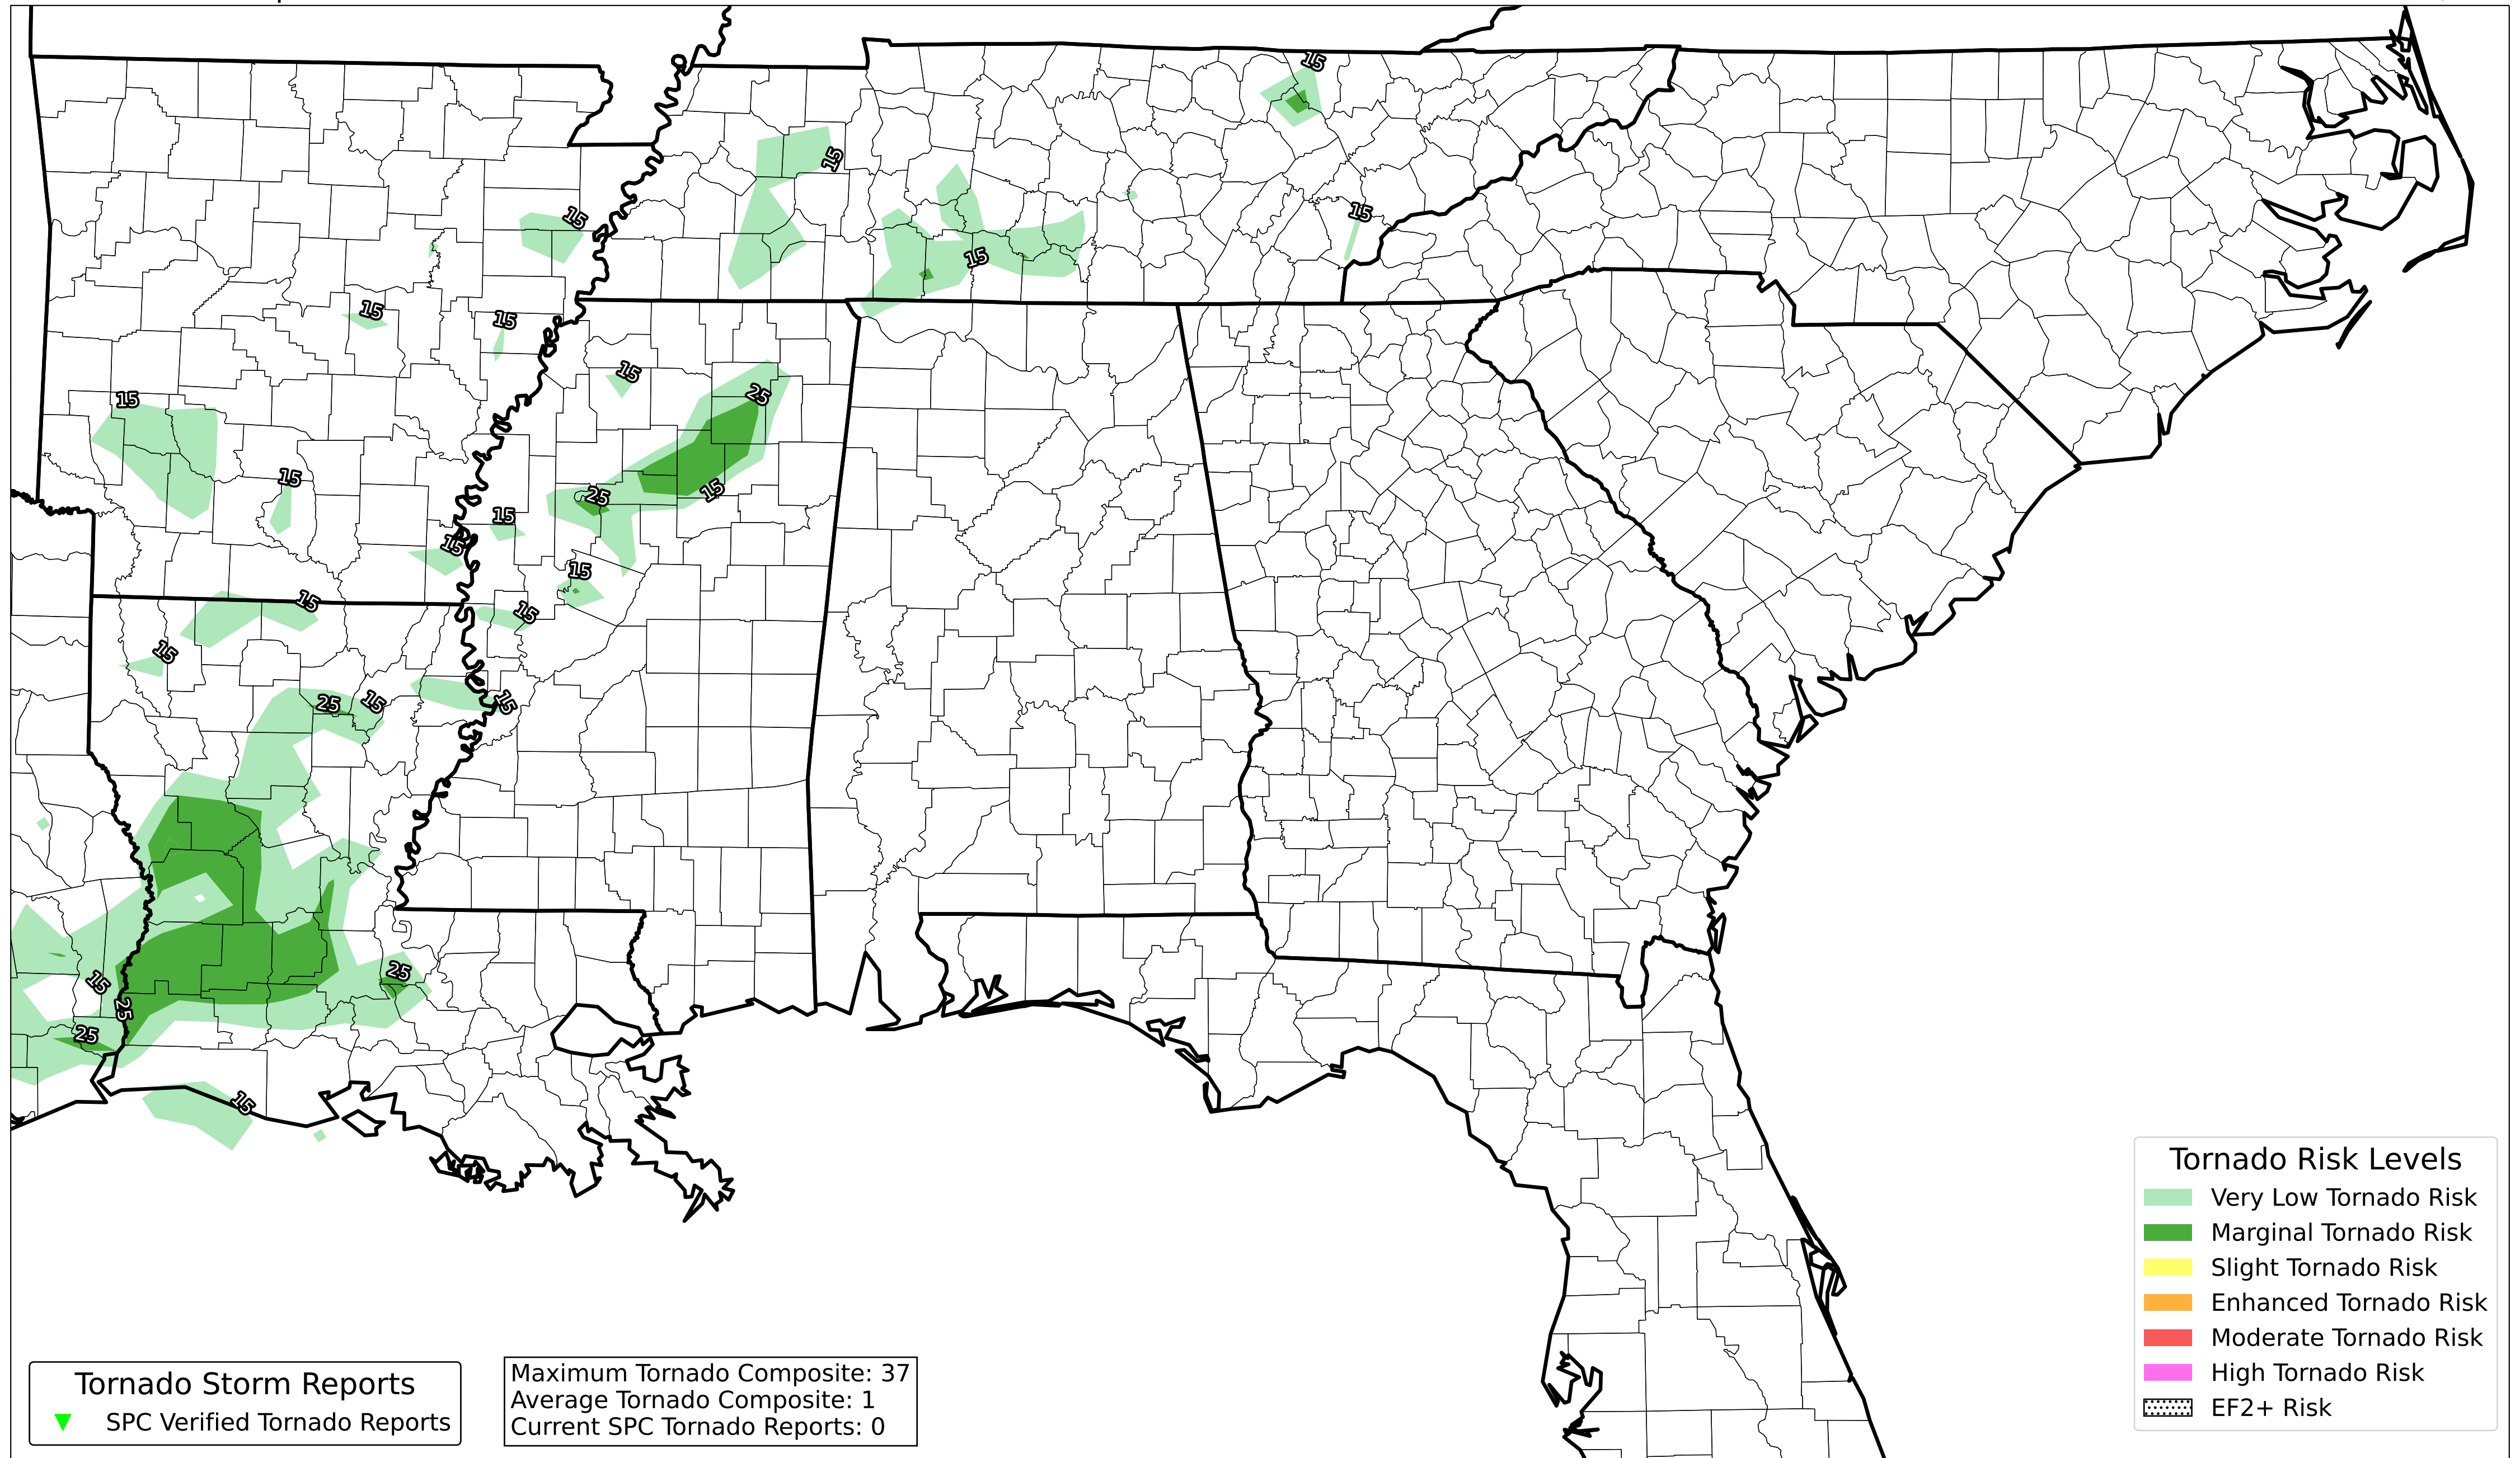 15
15
15
15
15
15
15
15
25
15
15
25
15
15
15
15
15
15
15
25
15
15
25
15
25
25
15
Tornado Risk Levels
Very Low Tornado Risk
Marginal Tornado Risk
Slight Tornado Risk
Enhanced Tornado Risk
Moderate Tornado Risk
High Tornado Risk
EF2+ Risk
Tornado Storm Reports
SPC Verified Tornado Reports
Maximum Tornado Composite: 37
Average Tornado Composite: 1
Current SPC Tornado Reports: 0